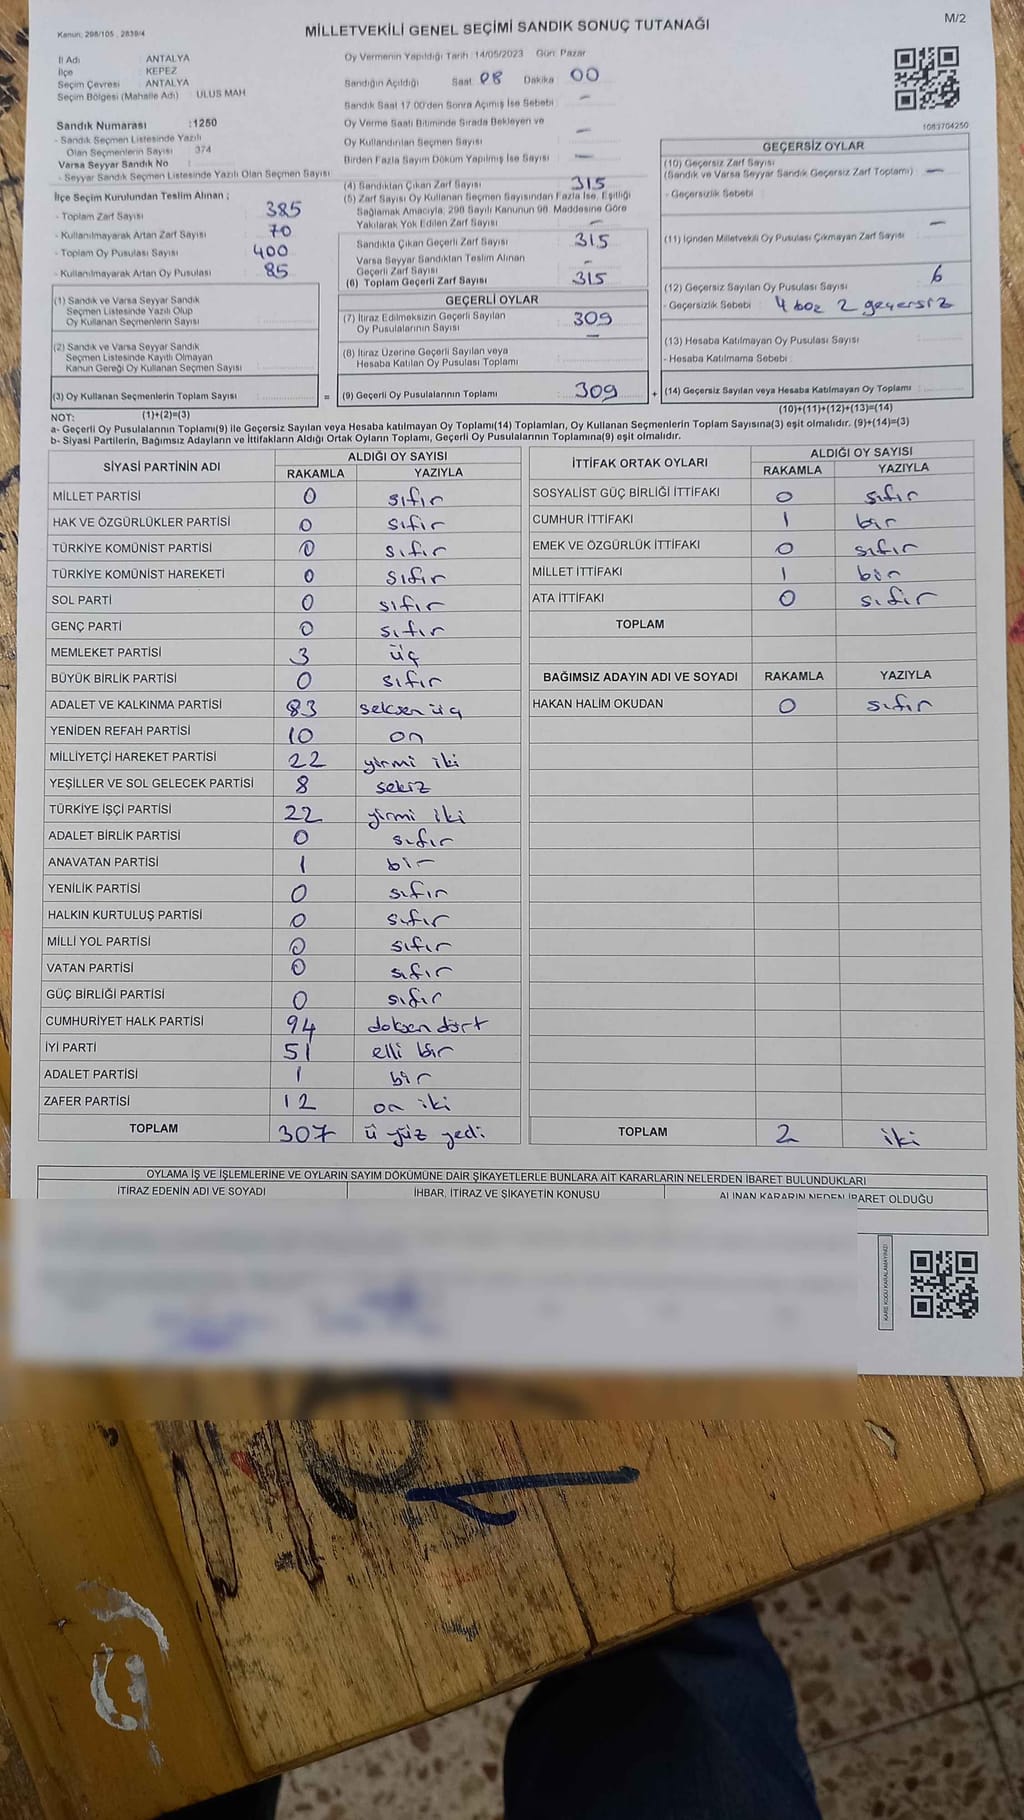 M/2
Kanun: 298/105 , 2839/4
MİLLETVEKİLİ GENEL SEÇİMİ SANDIK SONUÇ TUTANAĞI
İl Adı : ANTALYA
İlçe : KEPEZ
Seçim Çevresi : ANTALYA
Seçim Bölgesi (Mahalle Adı) : ULUS MAH.
Sandık Numarası : 1250
- Sandık Seçmen Listesinde Yazılı
Olan Seçmenlerin Sayısı : 374
Varsa Seyyar Sandık No :
- Seyyar Sandık Seçmen Listesinde Yazılı Olan Seçmen Sayısı :
İlçe Seçim Kurulundan Teslim Alınan ;
- Toplam Zarf Sayısı 385
- Kullanılmayarak Artan Zarf Sayısı 70
- Toplam Oy Pusulası Sayısı 400
- Kullanılmayarak Artan Oy Pusulası 85
(1) Sandık ve Varsa Seyyar Sandık
Seçmen Listesinde Yazılı Olup
Oy Kullanan Seçmenlerin Sayısı
(2) Sandık ve Varsa Seyyar Sandık
Seçmen Listesinde Kayıtlı Olmayan
Kanun Gereği Oy Kullanan Seçmen Sayısı
(3) Oy Kullanan Seçmenlerin Toplam Sayısı =
Oy Vermenin Yapıldığı Tarih : 14/05/2023 Gün: Pazar
Sandığın Açıldığı Saat: 08 Dakika : 00
Sandık Saat 17.00'den Sonra Açımış İse Sebebi : –
Oy Verme Saati Bitiminde Sırada Bekleyen ve
Oy Kullandırılan Seçmen Sayısı –
Birden Fazla Sayım Döküm Yapılmış İse Sayısı –
(4) Sandıktan Çıkan Zarf Sayısı 315
(5) Zarf Sayısı Oy Kullanan Seçmen Sayısından Fazla İse, Eşitliği
Sağlamak Amacıyla; 298 Sayılı Kanunun 98. Maddesine Göre
Yakılarak Yok Edilen Zarf Sayısı –
Sandıkta Çıkan Geçerli Zarf Sayısı 315
Varsa Seyyar Sandıktan Teslim Alınan
Geçerli Zarf Sayısı –
(6) Toplam Geçerli Zarf Sayısı 315
GEÇERLİ OYLAR
(7) İtiraz Edilmeksizin Geçerli Sayılan
Oy Pusulalarının Sayısı 309
(8) İtiraz Üzerine Geçerli Sayılan veya
Hesaba Katılan Oy Pusulası Toplamı –
(9) Geçerli Oy Pusulalarının Toplamı 309 +
1083704250
GEÇERSİZ OYLAR
(10) Geçersiz Zarf Sayısı
(Sandık ve Varsa Seyyar Sandık Geçersiz Zarf Toplamı) –
- Geçersizlik Sebebi :
(11) İçinden Milletvekili Oy Pusulası Çıkmayan Zarf Sayısı –
(12) Geçersiz Sayılan Oy Pusulası Sayısı 6
- Geçersizlik Sebebi : 4 boz 2 geçersiz
(13) Hesaba Katılmayan Oy Pusulası Sayısı
- Hesaba Katılmama Sebebi :
(14) Geçersiz Sayılan veya Hesaba Katılmayan Oy Toplamı :
NOT: (1)+(2)=(3) (10)+(11)+(12)+(13)=(14)
a- Geçerli Oy Pusulalarının Toplamı(9) ile Geçersiz Sayılan veya Hesaba katılmayan Oy Toplamı(14) Toplamları, Oy Kullanan Seçmenlerin Toplam Sayısına(3) eşit olmalıdır. (9)+(14)=(3)
b- Siyasi Partilerin, Bağımsız Adayların ve İttifakların Aldığı Ortak Oyların Toplamı, Geçerli Oy Pusulalarının Toplamına(9) eşit olmalıdır.
SİYASİ PARTİNİN ADI ALDIĞI OY SAYISI
RAKAMLA YAZIYLA
MİLLET PARTİSİ 0 sıfır
HAK VE ÖZGÜRLÜKLER PARTİSİ 0 sıfır
TÜRKİYE KOMÜNİST PARTİSİ 0 sıfır
TÜRKİYE KOMÜNİST HAREKETİ 0 sıfır
SOL PARTİ 0 sıfır
GENÇ PARTİ 0 sıfır
MEMLEKET PARTİSİ 3 üç
BÜYÜK BİRLİK PARTİSİ 0 sıfır
ADALET VE KALKINMA PARTİSİ 83 seksen üç
YENİDEN REFAH PARTİSİ 10 on
MİLLİYETÇİ HAREKET PARTİSİ 22 yirmi iki
YEŞİLLER VE SOL GELECEK PARTİSİ 8 sekiz
TÜRKİYE İŞÇİ PARTİSİ 22 yirmi iki
ADALET BİRLİK PARTİSİ 0 sıfır
ANAVATAN PARTİSİ 1 bir
YENİLİK PARTİSİ 0 sıfır
HALKIN KURTULUŞ PARTİSİ 0 sıfır
MİLLİ YOL PARTİSİ 0 sıfır
VATAN PARTİSİ 0 sıfır
GÜÇ BİRLİĞİ PARTİSİ 0 sıfır
CUMHURİYET HALK PARTİSİ 94 doksan dört
İYİ PARTİ 51 elli bir
ADALET PARTİSİ 1 bir
ZAFER PARTİSİ 12 on iki
TOPLAM 307 üç yüz yedi
İTTİFAK ORTAK OYLARI ALDIĞI OY SAYISI
RAKAMLA YAZIYLA
SOSYALİST GÜÇ BİRLİĞİ İTTİFAKI 0 sıfır
CUMHUR İTTİFAKI 1 bir
EMEK VE ÖZGÜRLÜK İTTİFAKI 0 sıfır
MİLLET İTTİFAKI 1 bir
ATA İTTİFAKI 0 sıfır
TOPLAM
BAĞIMSIZ ADAYIN ADI VE SOYADI RAKAMLA YAZIYLA
HAKAN HALİM OKUDAN 0 sıfır
TOPLAM 2 iki
OYLAMA İŞ VE İŞLEMLERİNE VE OYLARIN SAYIM DÖKÜMÜNE DAİR ŞİKAYETLERLE BUNLARA AİT KARARLARIN NELERDEN İBARET BULUNDUKLARI
İTİRAZ EDENİN ADI VE SOYADI İHBAR, İTİRAZ VE ŞİKAYETİN KONUSU ALINAN KARARIN NEDEN İBARET OLDUĞU
KARE KODU KARALAMAYINIZ!